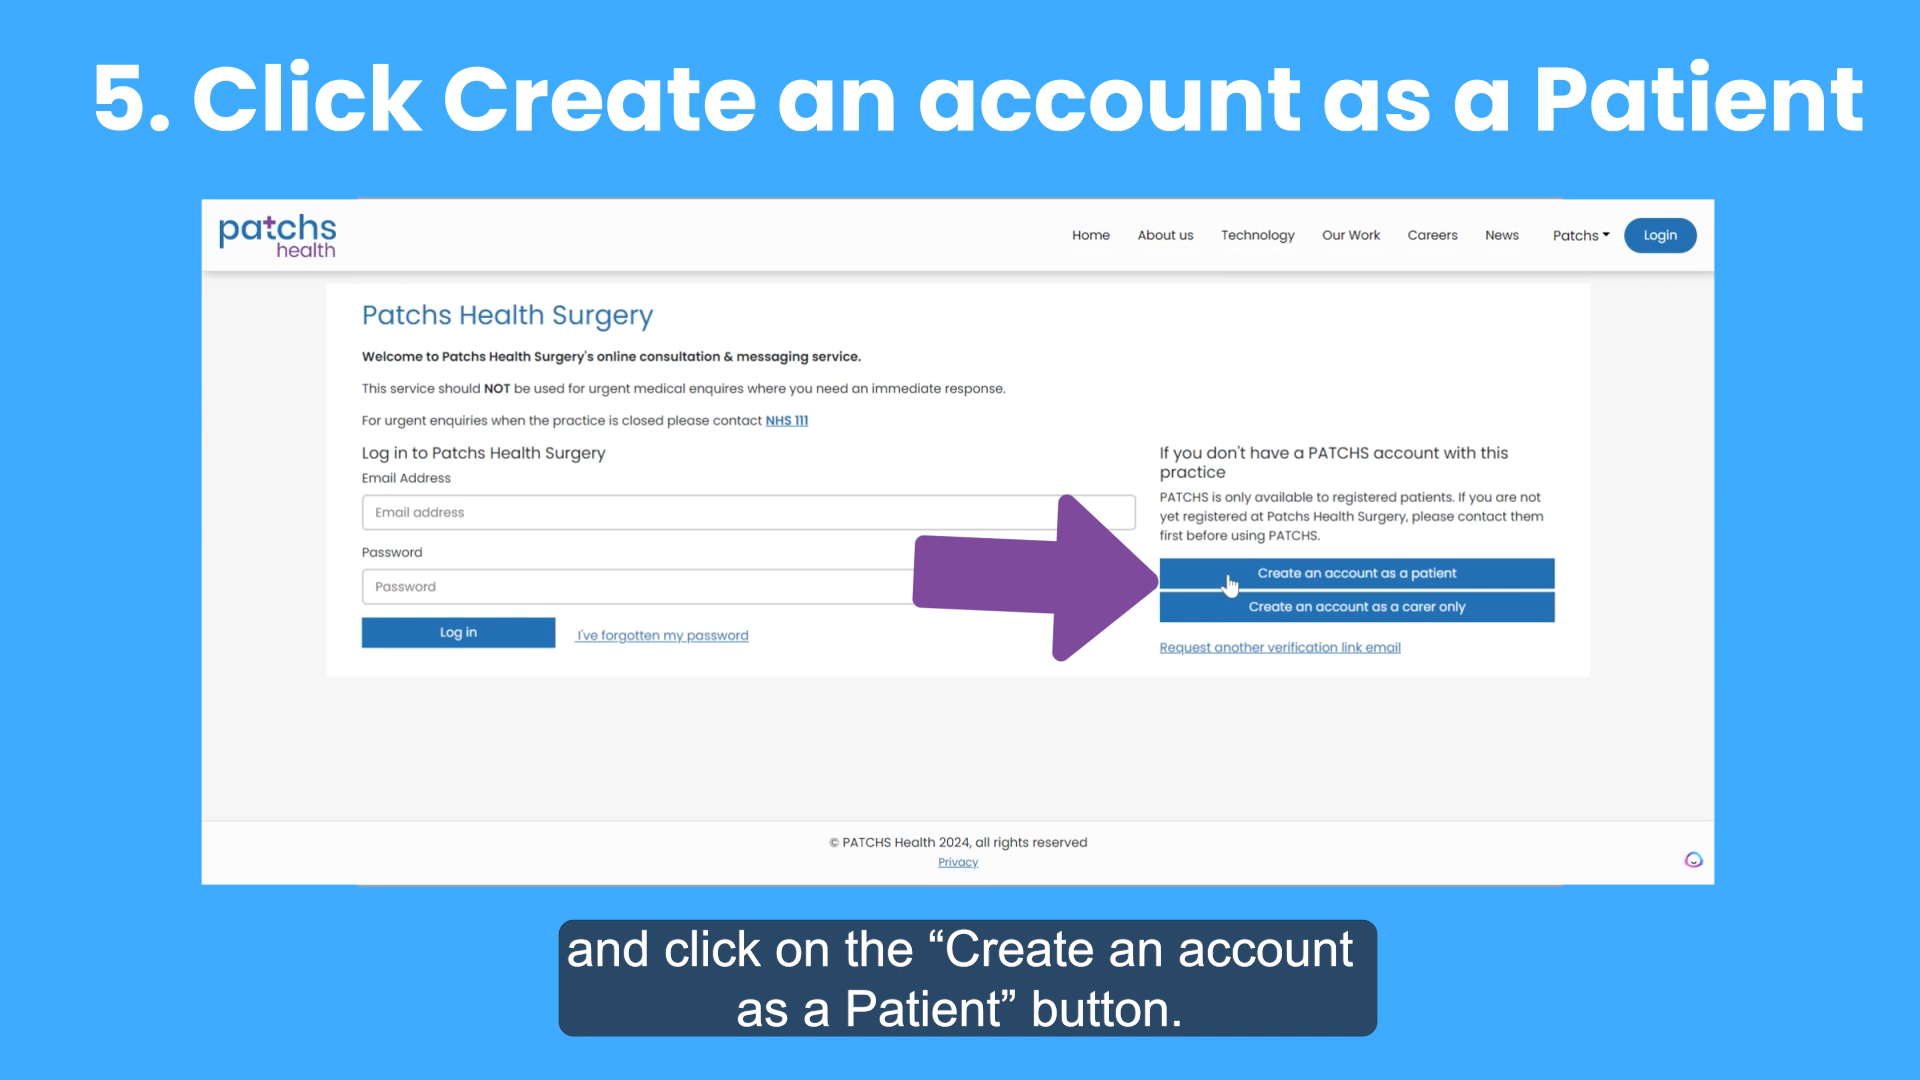 5. Click Create an account as a Patient
patchs
health
Home About us Technology Our Work Careers News Patchs Login
Patchs Health Surgery
Welcome to Patchs Health Surgery's online consultation & messaging service.
This service should NOT be used for urgent medical enquires where you need an immediate response.
For urgent enquiries when the practice is closed please contact NHS 111
Log in to Patchs Health Surgery
Email Address
Email address
Password
Password
Log in
I've forgotten my password
If you don't have a PATCHS account with this
practice
PATCHS is only available to registered patients. If you are not
yet registered at Patchs Health Surgery, please contact them
first before using PATCHS.
Create an account as a patient
Create an account as a carer only
Request another verification link email
© PATCHS Health 2024, all rights reserved
Privacy
and click on the “Create an account
as a Patient” button.